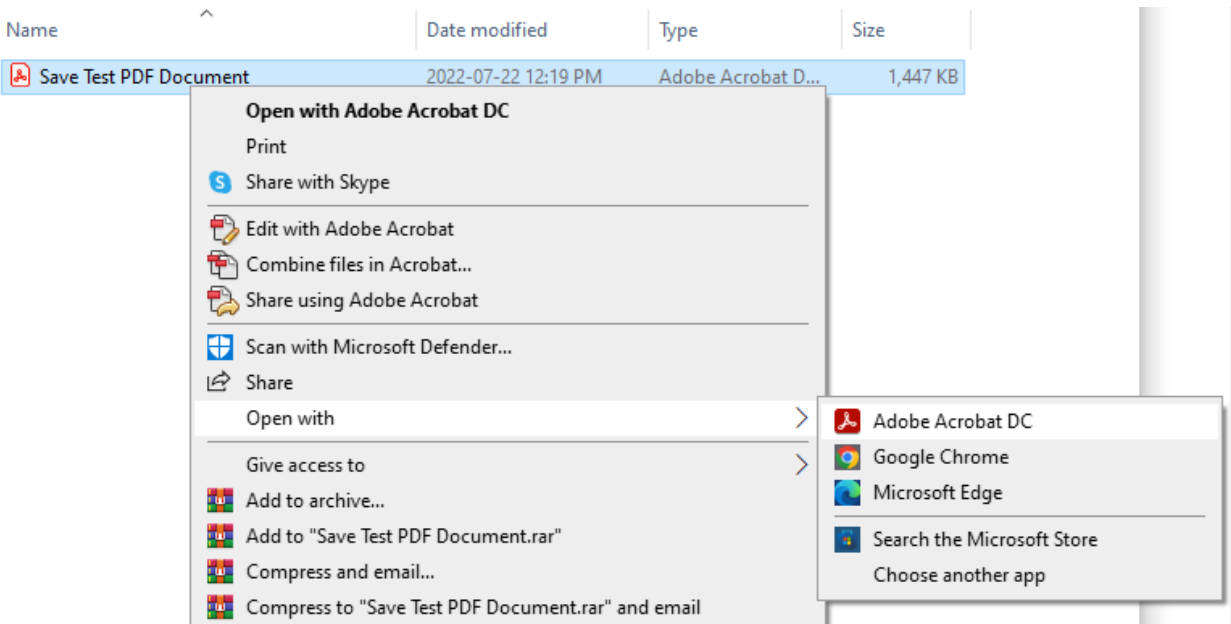 Name Date modified Type Size
Save Test PDF Document 2022-07-22 12:19 PM Adobe Acrobat D... 1,447 KB
Open with Adobe Acrobat DC
Print
Share with Skype
Edit with Adobe Acrobat
Combine files in Acrobat...
Share using Adobe Acrobat
Scan with Microsoft Defender...
Share
Open with
Give access to
Add to archive...
Add to "Save Test PDF Document.rar"
Compress and email...
Compress to "Save Test PDF Document.rar" and email
Adobe Acrobat DC
Google Chrome
Microsoft Edge
Search the Microsoft Store
Choose another app